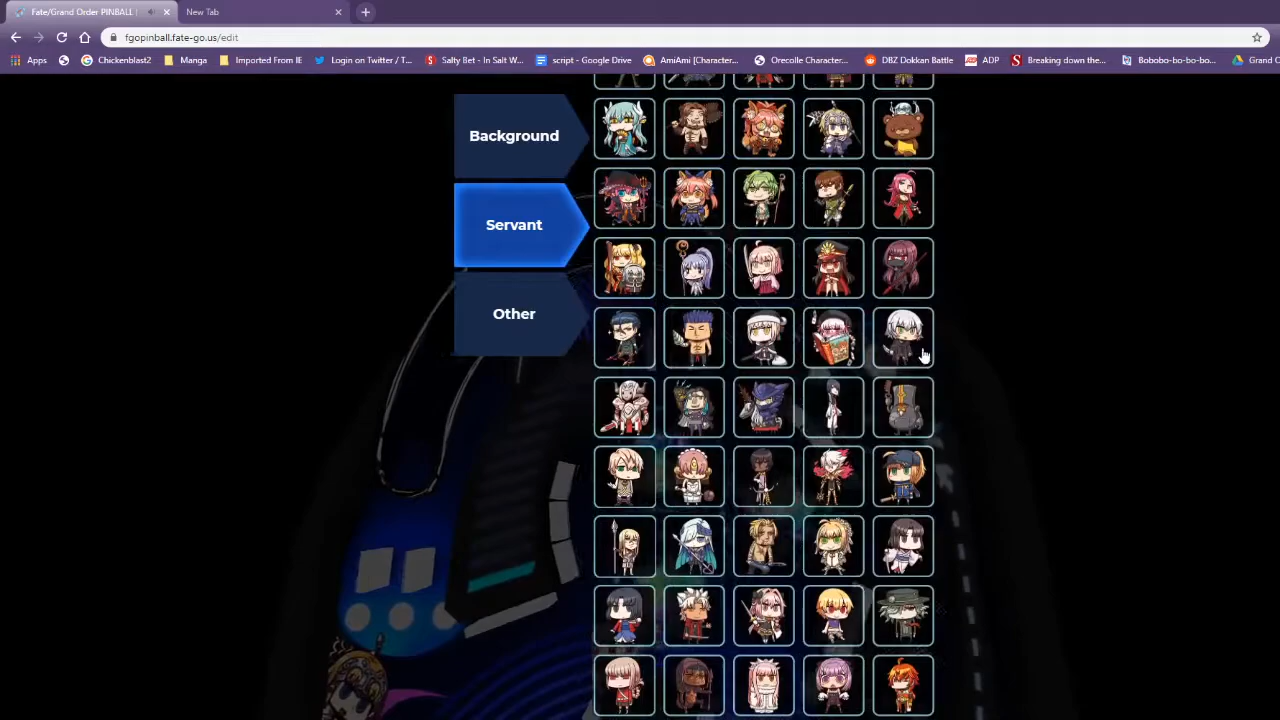 Fate/Grand Order PINBALL |
New Tab
fgopinball.fate-go.us/edit
Apps
Chickenblast2
Manga
Imported From IE
Login on Twitter / T...
Salty Bet - In Salt W...
script - Google Drive
AmiAmi [Character...
Orecolle Character...
DBZ Dokkan Battle
ADP
Breaking down the...
Bobobo-bo-bo-bo...
Grand O
Background
Servant
Other